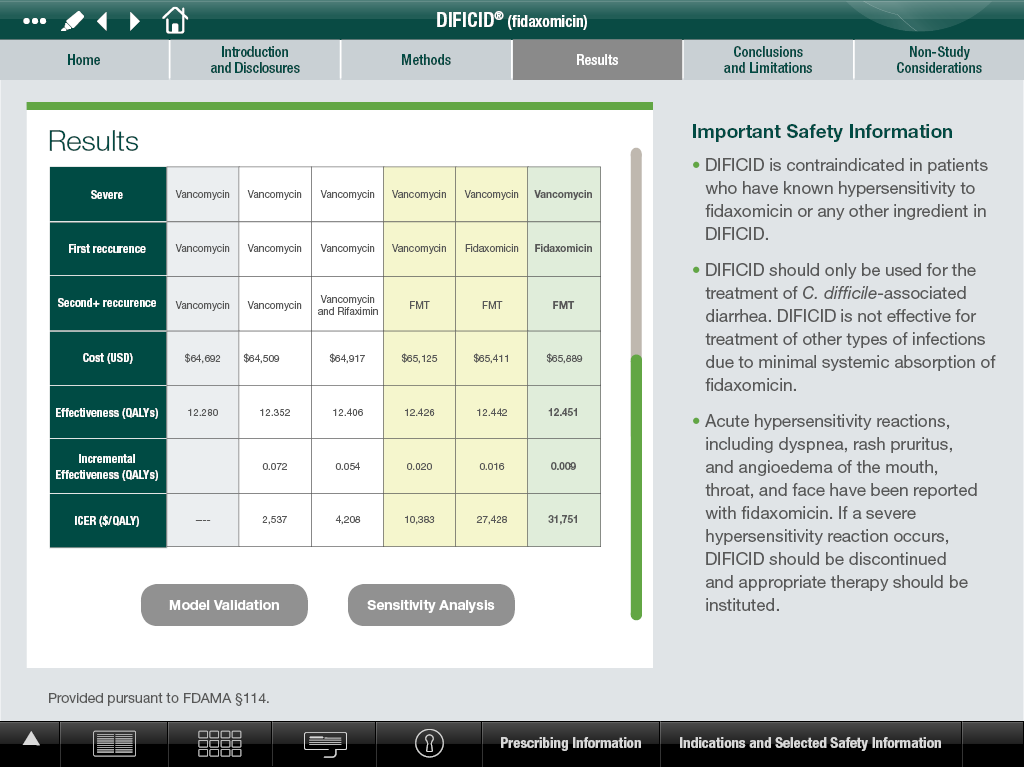 DIFICID® (fidaxomicin)
Home
Introduction
and Disclosures
Methods
Results
Conclusions
and Limitations
Non-Study
Considerations
Results
Severe Vancomycin Vancomycin Vancomycin Vancomycin Vancomycin Vancomycin
First reccurence Vancomycin Vancomycin Vancomycin Vancomycin Fidaxomicin Fidaxomicin
Second+ reccurence Vancomycin Vancomycin Vancomycin and Rifaximin FMT FMT FMT
Cost (USD) $64,692 $64,509 $64,917 $65,125 $65,411 $65,889
Effectiveness (QALYs) 12.280 12.352 12.406 12.426 12.442 12.451
Incremental
Effectiveness (QALYs) 0.072 0.054 0.020 0.016 0.009
ICER ($/QALY) ---- 2,537 4,208 10,383 27,428 31,751
Model Validation
Sensitivity Analysis
Provided pursuant to FDAMA §114.
Important Safety Information
• DIFICID is contraindicated in patients
who have known hypersensitivity to
fidaxomicin or any other ingredient in
DIFICID.
• DIFICID should only be used for the
treatment of C. difficile-associated
diarrhea. DIFICID is not effective for
treatment of other types of infections
due to minimal systemic absorption of
fidaxomicin.
• Acute hypersensitivity reactions,
including dyspnea, rash pruritus,
and angioedema of the mouth,
throat, and face have been reported
with fidaxomicin. If a severe
hypersensitivity reaction occurs,
DIFICID should be discontinued
and appropriate therapy should be
instituted.
Prescribing Information
Indications and Selected Safety Information